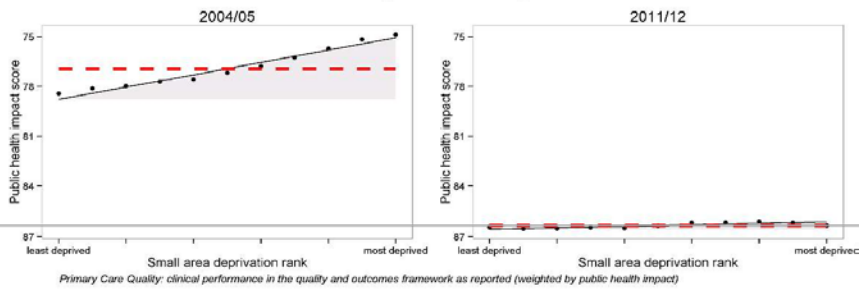 2004/05
Public health impact score
75
78
81
84
87
least deprived
most deprived
Small area deprivation rank
2011/12
Public health impact score
75
78
81
84
87
least deprived
most deprived
Small area deprivation rank
Primary Care Quality: clinical performance in the quality and outcomes framework as reported (weighted by public health impact)